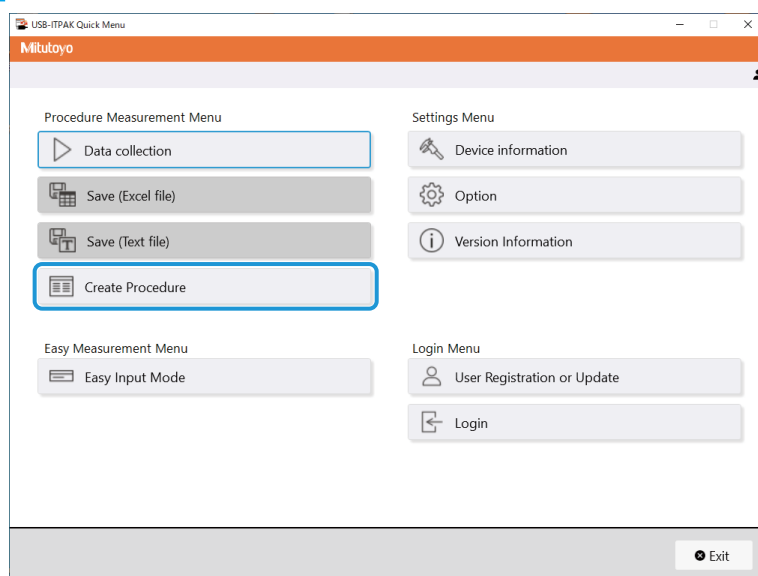 USB-ITPAK Quick Menu
Mitutoyo
Procedure Measurement Menu
Data collection
Save (Excel file)
Save (Text file)
Create Procedure
Easy Measurement Menu
Easy Input Mode
Settings Menu
Device information
Option
Version Information
Login Menu
User Registration or Update
Login
Exit